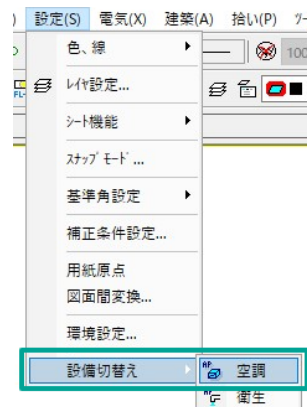 設定(S) 電気(X) 建築(A) 拾い(P) ﾂｰ
色、線
ﾚｲﾔ設定...
100
FL-
ｼｰﾄ機能
ｽﾅｯﾌﾟﾓｰﾄﾞ...
基準角設定
補正条件設定...
用紙原点
図面間変換...
環境設定...
設備切替え
AP. 空調
衛生